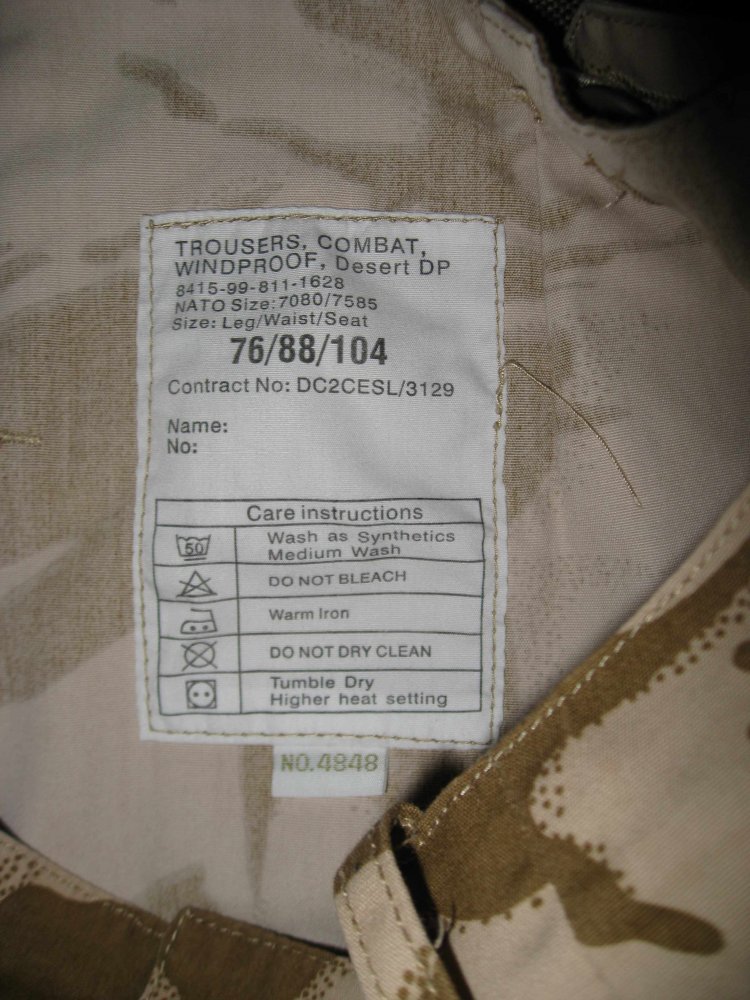 TROUSERS, COMBAT,
WINDPROOF, Desert DP
8415-99-811-1628
NATO Size:7080/7585
Size: Leg/Waist/Seat
76/88/104
Contract No: DC2CESL/3129
Name:
No:
Care instructions
50
Wash as Synthetics
Medium Wash
DO NOT BLEACH
Warm Iron
DO NOT DRY CLEAN
Tumble Dry
Higher heat setting
NO.4848